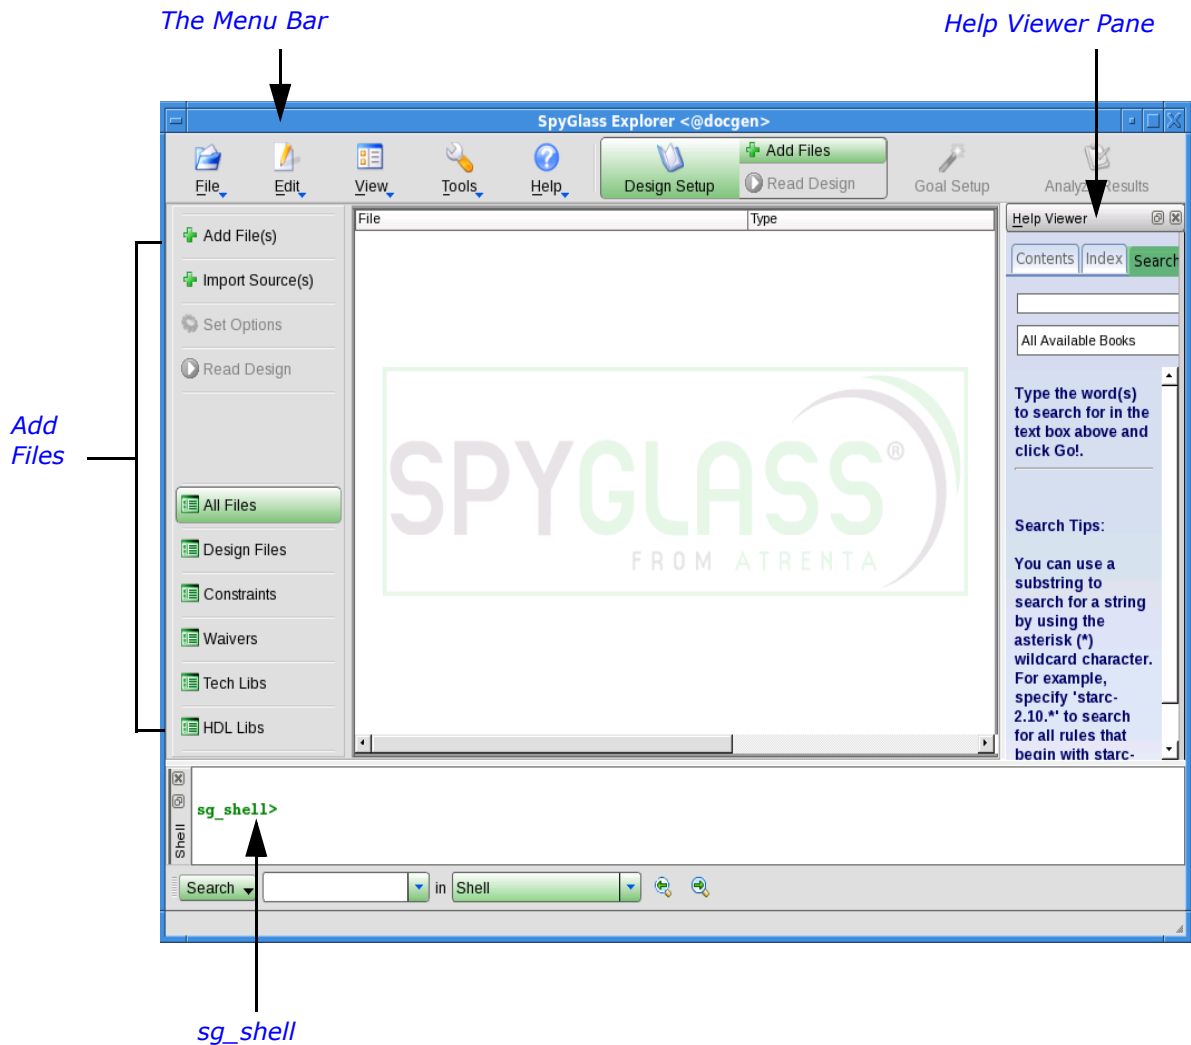 The Menu Bar
Help Viewer Pane
SpyGlass Explorer <@docgen>
File
Edit
View
Tools
Help
Design Setup
Add Files
Read Design
Goal Setup
Analyze Results
Add File(s)
Import Source(s)
Set Options
Read Design
Add
Files
All Files
Design Files
Constraints
Waivers
Tech Libs
HDL Libs
File
Type
SPYGLASS®
FROM ATRENTA
Help Viewer
Contents
Index
Search
All Available Books
Type the word(s)
to search for in the
text box above and
click Go!.
Search Tips:
You can use a
substring to
search for a string
by using the
asterisk (*)
wildcard character.
For example,
specify 'starc-
2.10.*' to search
for all rules that
begin with starc-
Shell
sg_shell>
Search
in
Shell
sg_shell